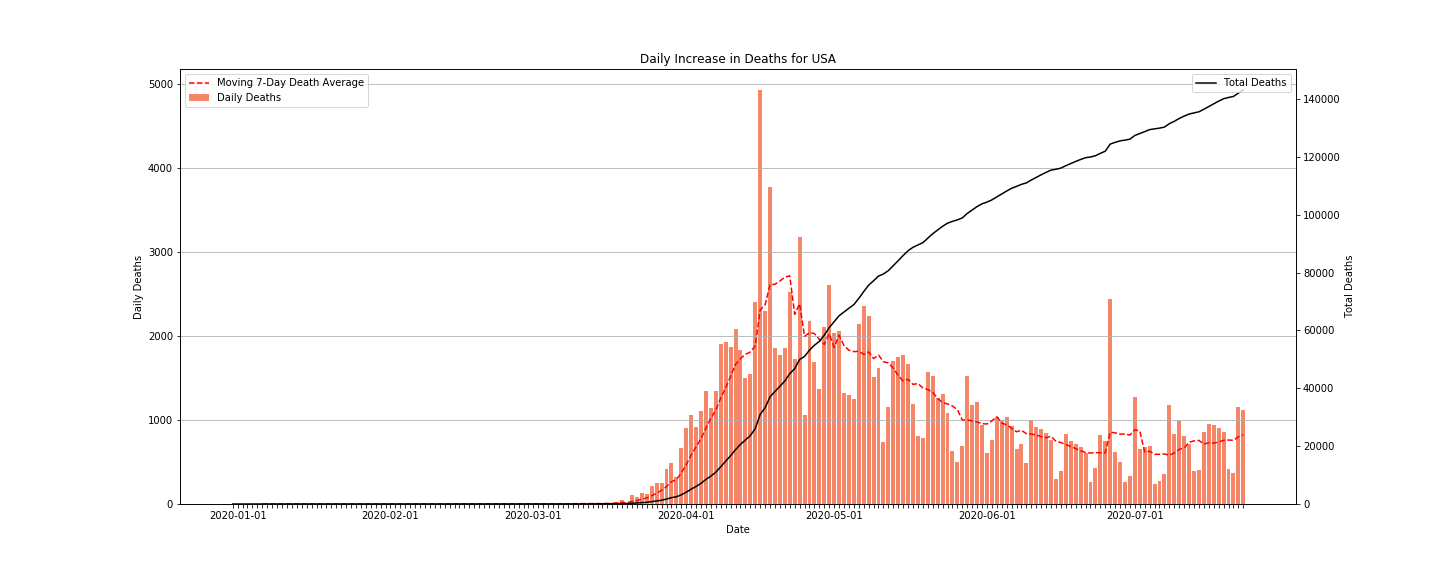 Daily Increase in Deaths for USA
Moving 7-Day Death Average
Daily Deaths
Total Deaths
5000
4000
3000
2000
1000
0
Daily Deaths
140000
120000
100000
80000
60000
40000
20000
0
Total Deaths
2020-01-01 2020-02-01 2020-03-01 2020-04-01 2020-05-01 2020-06-01 2020-07-01
Date